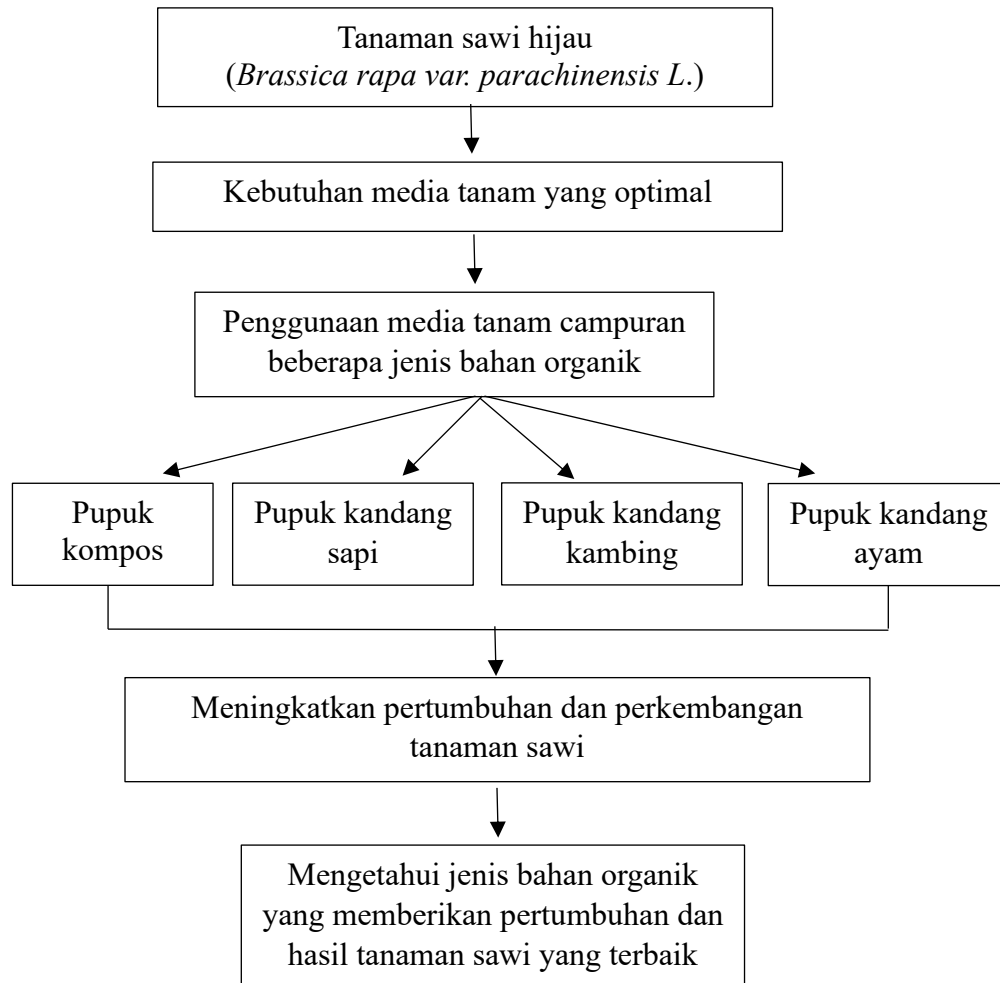 Tanaman sawi hijau
(Brassica rapa var. parachinensis L.)
Kebutuhan media tanam yang optimal
Penggunaan media tanam campuran
beberapa jenis bahan organik
Pupuk
kompos
Pupuk kandang
sapi
Pupuk kandang
kambing
Pupuk kandang
ayam
Meningkatkan pertumbuhan dan perkembangan
tanaman sawi
Mengetahui jenis bahan organik
yang memberikan pertumbuhan dan
hasil tanaman sawi yang terbaik